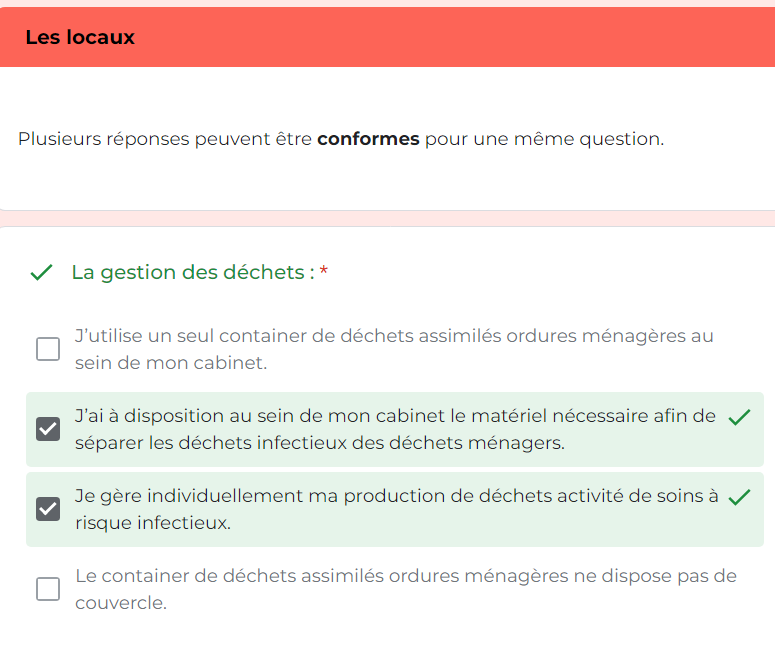 Les locaux
Plusieurs réponses peuvent être conformes pour une même question.
La gestion des déchets : *
J’utilise un seul container de déchets assimilés ordures ménagères au
sein de mon cabinet.
J’ai à disposition au sein de mon cabinet le matériel nécessaire afin de
séparer les déchets infectieux des déchets ménagers.
Je gère individuellement ma production de déchets activité de soins à
risque infectieux.
Le container de déchets assimilés ordures ménagères ne dispose pas de
couvercle.